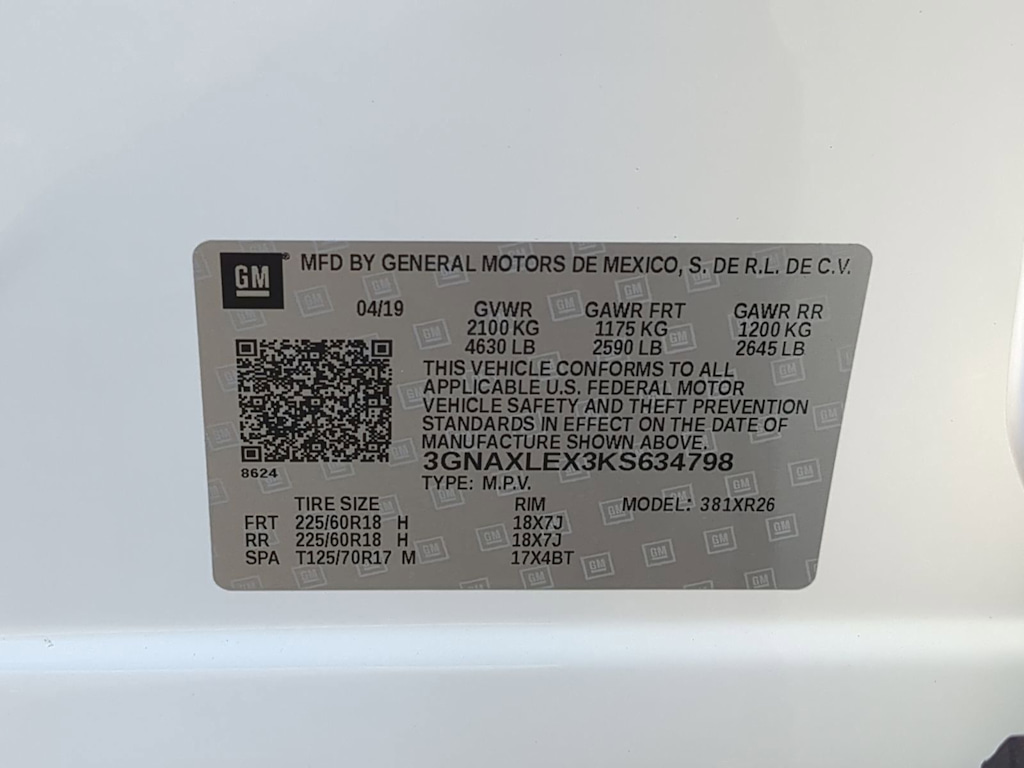 GM® MFD BY GENERAL MOTORS DE MEXICO, S. DE R.L. DE C.V.
04/19 GVWR GAWR FRT GAWR RR
2100 KG 1175 KG 1200 KG
4630 LB 2590 LB 2645 LB
THIS VEHICLE CONFORMS TO ALL
APPLICABLE U.S. FEDERAL MOTOR
VEHICLE SAFETY AND THEFT PREVENTION
STANDARDS IN EFFECT ON THE DATE OF
MANUFACTURE SHOWN ABOVE.
3GNAXLEX3KS634798
8624
TYPE: M.P.V.
TIRE SIZE RIM MODEL: 381XR26
FRT 225/60R18 H 18X7J
RR 225/60R18 H 18X7J
SPA T125/70R17 M 17X4BT